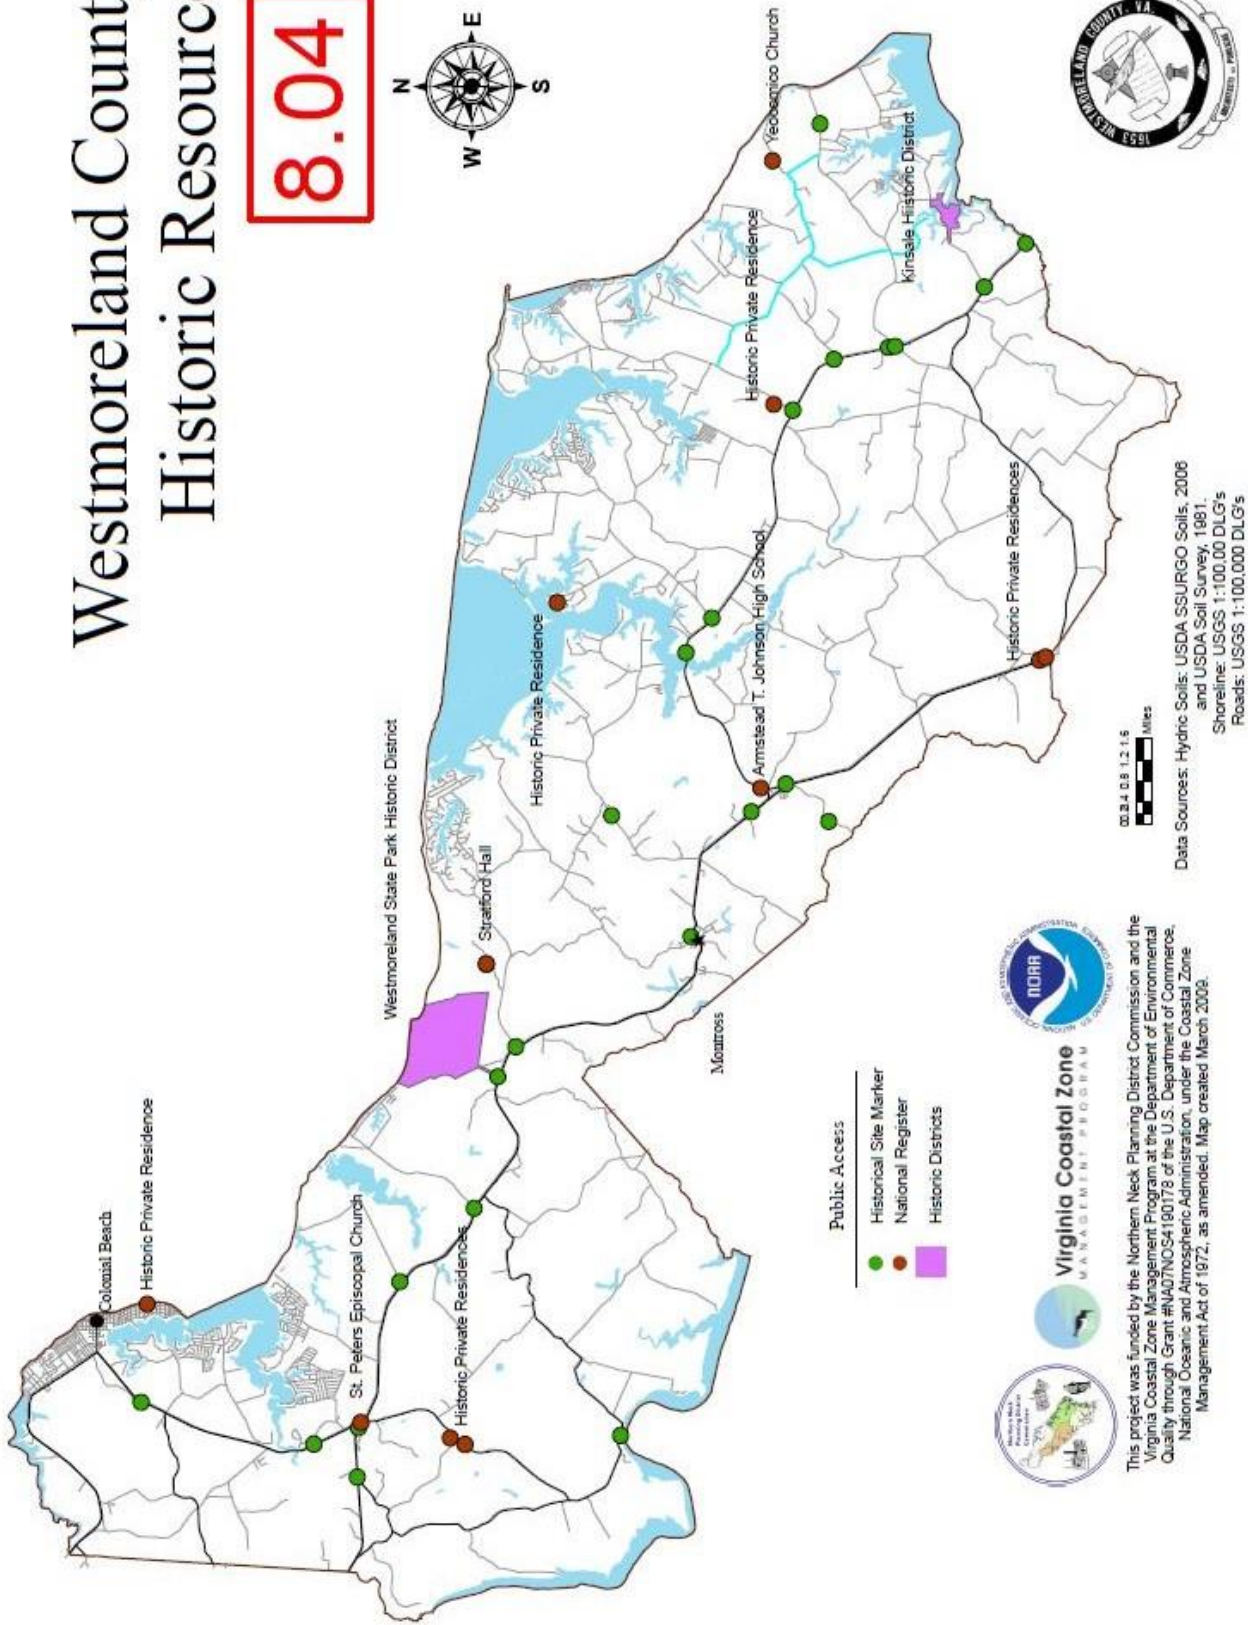 Westmoreland Count
Historic Resourc
8.04
N
E
S
W
1653 WESTMORELAND COUNTY, VA.
Colonial Beach
Historic Private Residence
St. Peters Episcopal Church
Historic Private Residences
Westmoreland State Park Historic District
Stratford Hall
Montross
Historic Private Residence
Armstead T. Johnson High School
Historic Private Residences
Historic Private Residence
Yeocomico Church
Kinsale Hiistoric District
Public Access
Historical Site Marker
National Register
Historic Districts
Miles
Virginia Coastal Zone
MANAGEMENT PROGRAM
NOAA
This project was funded by the Northern Neck Planning District Commission and the
Virginia Coastal Zone Management Program at the Department of Environmental
Quality through Grant #NA07NOS4190178 of the U.S. Department of Commerce,
National Oceanic and Atmospheric Administration, under the Coastal Zone
Management Act of 1972, as amended. Map created March 2009.
Data Sources: Hydric Soils: USDA SSURGO Soils, 2006
and USDA Soil Survey, 1981.
Shoreline: USGS 1:100,00 DLG's
Roads: USGS 1:100,000 DLG's